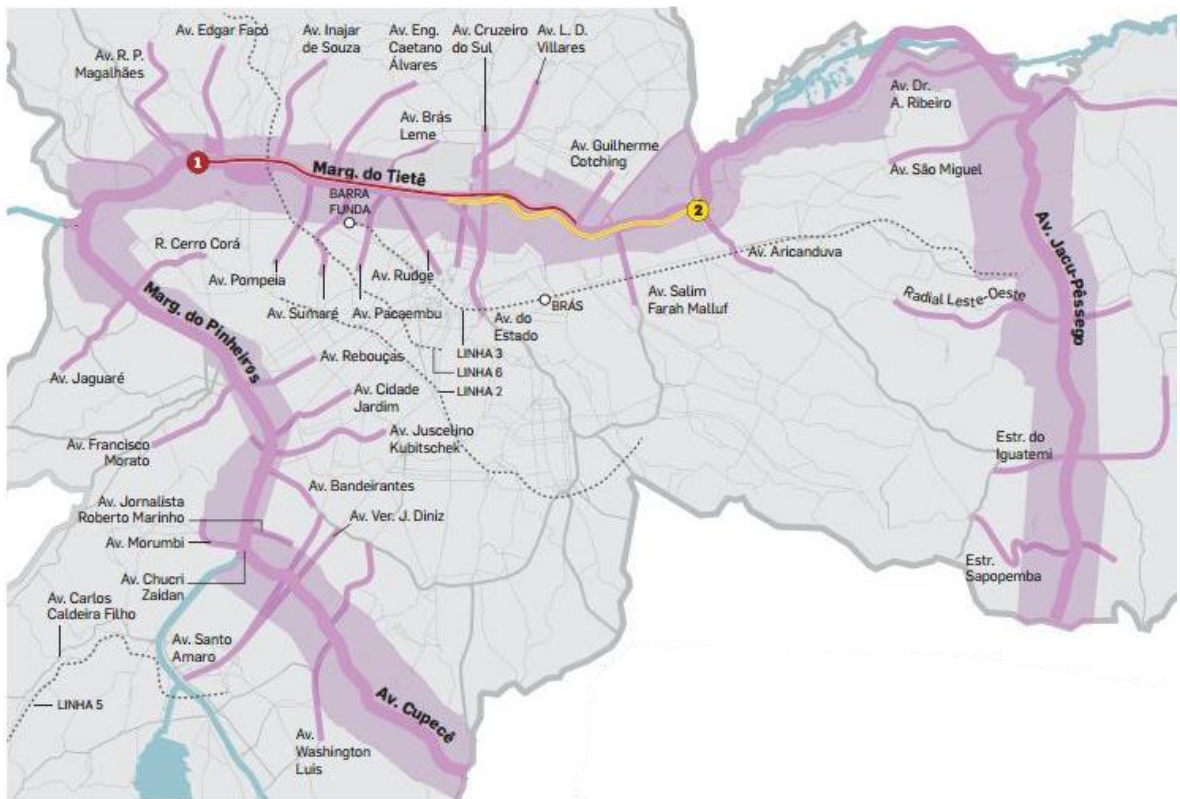 Av. R. P.
Magalhães
Av. Edgar Facó
Av. Inajar
de Souza
Av. Eng.
Caetano
Álvares
Av. Cruzeiro
do Sul
Av. L. D.
Villares
Av. Brás
Leme
Av. Guilherme
Cotching
Av. Dr.
A. Ribeiro
Av. São Miguel
1
Marg. do Tietê
BARRA
FUNDA
2
R. Cerro Corá
Av. Pompeia
Av. Sumaré
Av. Pacaembu
Av. Rudge
Av. do
Estado
BRÁS
Av. Salim
Farah Malluf
Av. Aricanduva
Radial Leste-Oeste
Av. Jacu-Pêssego
LINHA 3
LINHA 6
LINHA 2
Marg. do Pinheiros
Av. Jaguaré
Av. Rebouças
Av. Cidade
Jardim
Av. Juscelino
Kubitschek
Av. Francisco
Morato
Av. Bandeirantes
Av. Jornalista
Roberto Marinho
Av. Ver. J. Diniz
Av. Morumbi
Av. Chucri
Zaidan
Av. Carlos
Caldeira Filho
Av. Santo
Amaro
LINHA 5
Av. Cupecê
Av.
Washington
Luis
Estr. do
Iguatemi
Estr.
Sapopemba